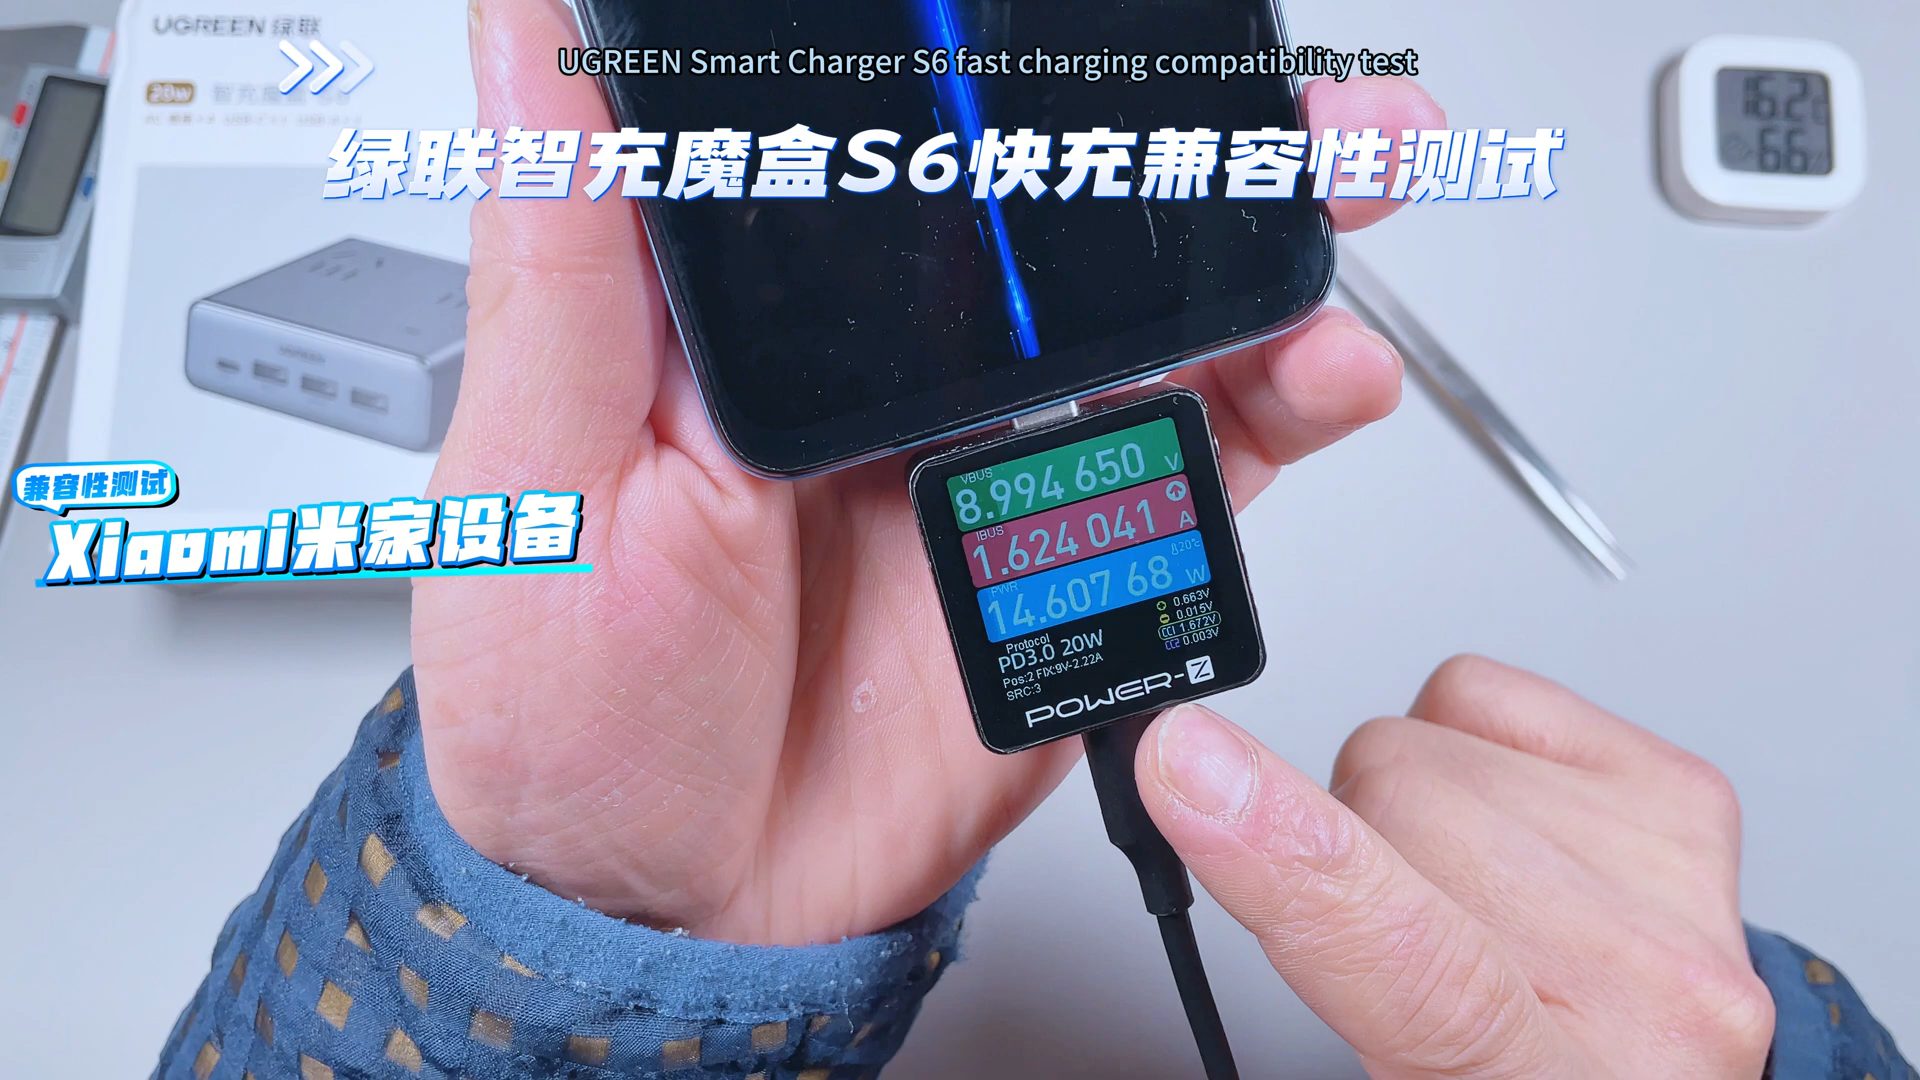 UGREEN 绿联
20W
UGREEN Smart Charger S6 fast charging compatibility test
绿联智充魔盒S6快充兼容性测试
16.2
66
兼容性测试
Xiaomi米家设备
VBUS
8.994 650 V
IBUS
1.624 041 A
PWR
20℃
14.607 68 W
0.663V
0.015V
CC1 1.672V
CC2 0.003V
Protocol
PD3.0 20W
Pos:2 FIX:9V-2.22A
SRC:3
POWER-Z